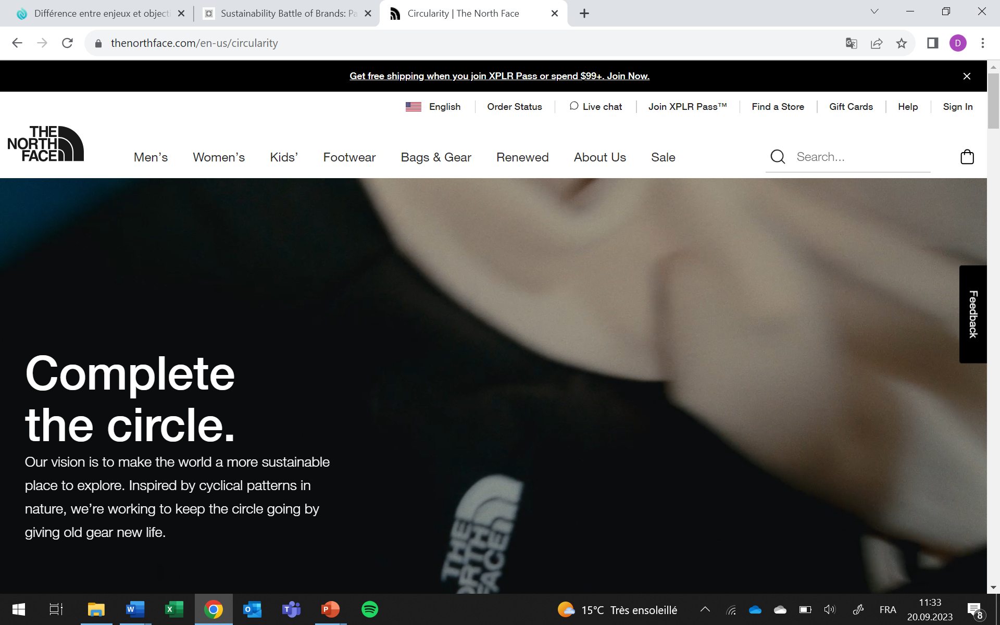 Différence entre enjeux et objecti
Sustainability Battle of Brands: Pa
Circularity | The North Face
thenorthface.com/en-us/circularity
D
Get free shipping when you join XPLR Pass or spend $99+. Join Now.
English
Order Status
Live chat
Join XPLR Pass™
Find a Store
Gift Cards
Help
Sign In
THE
NORTH
FACE
Men’s
Women’s
Kids’
Footwear
Bags & Gear
Renewed
About Us
Sale
Search...
Feedback
Complete
the circle.
Our vision is to make the world a more sustainable
place to explore. Inspired by cyclical patterns in
nature, we’re working to keep the circle going by
giving old gear new life.
THE
NORTH
FACE
15°C Très ensoleillé
FRA
11:33
20.09.2023
8